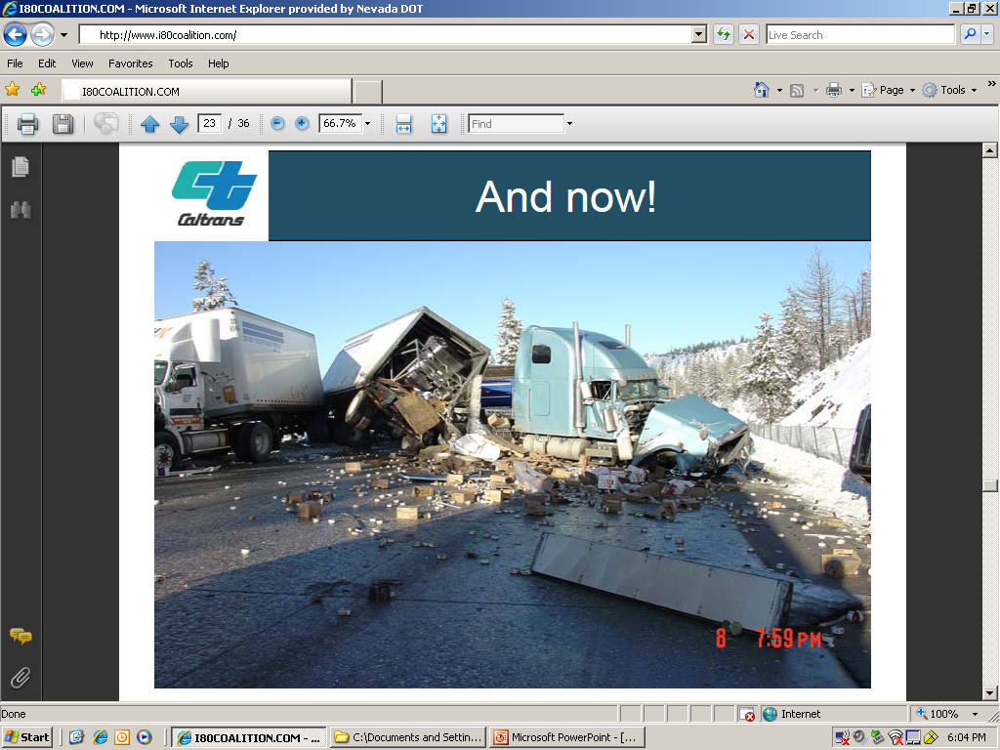 I80COALITION.COM - Microsoft Internet Explorer provided by Nevada DOT
http://www.i80coalition.com/
Live Search
File Edit View Favorites Tools Help
I80COALITION.COM
Page Tools
23 / 36 66.7% Find
Ct
Caltrans
And now!
8 7:59 PM
Done Internet 100%
Start I80COALITION.COM - ... C:\Documents and Settin... Microsoft PowerPoint - [... 6:04 PM